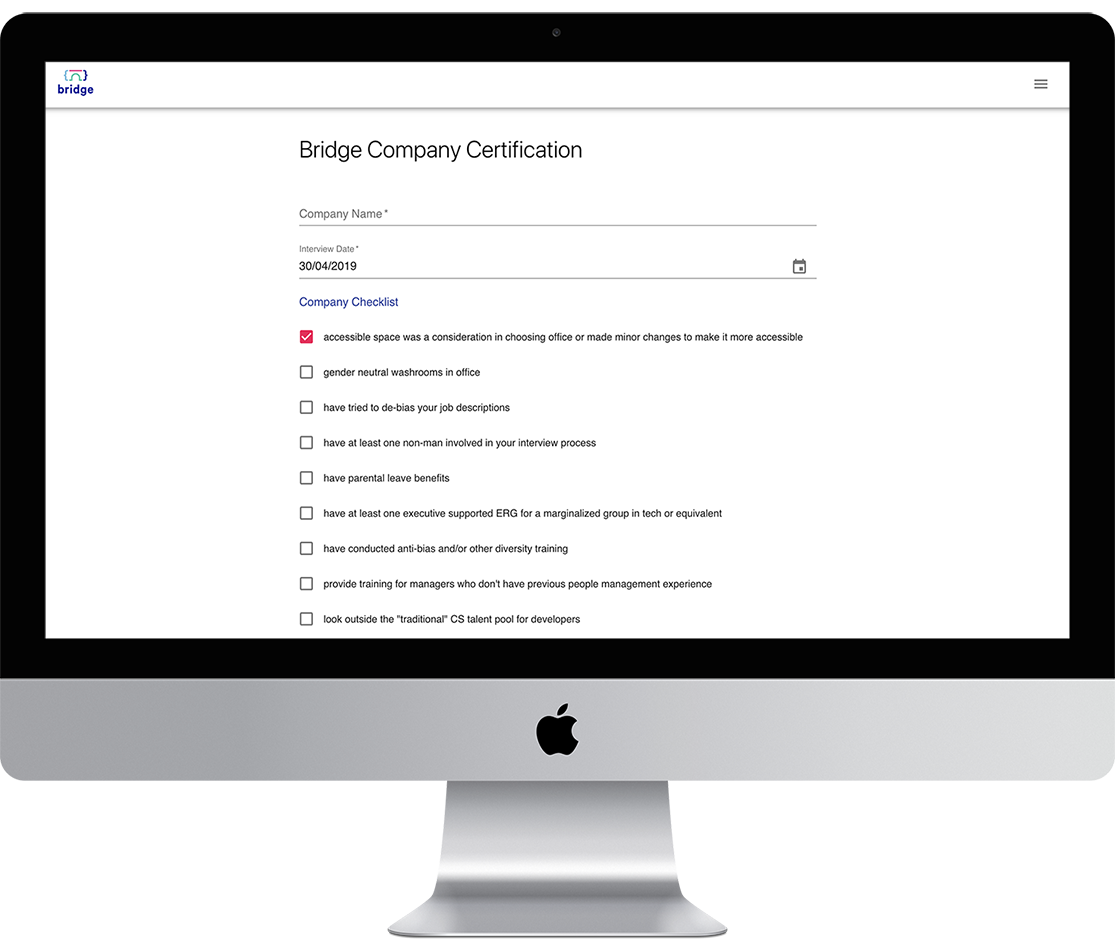 bridge
Bridge Company Certification
Company Name *
Interview Date *
30/04/2019
Company Checklist
accessible space was a consideration in choosing office or made minor changes to make it more accessible
gender neutral washrooms in office
have tried to de-bias your job descriptions
have at least one non-man involved in your interview process
have parental leave benefits
have at least one executive supported ERG for a marginalized group in tech or equivalent
have conducted anti-bias and/or other diversity training
provide training for managers who don't have previous people management experience
look outside the "traditional" CS talent pool for developers